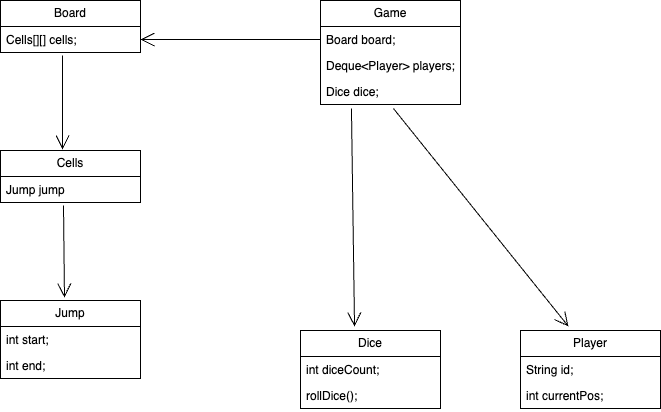 Board
Cells[][] cells;
Game
Board board;
Deque<Player> players;
Dice dice;
Cells
Jump jump
Jump
int start;
int end;
Dice
int diceCount;
rollDice();
Player
String id;
int currentPos;